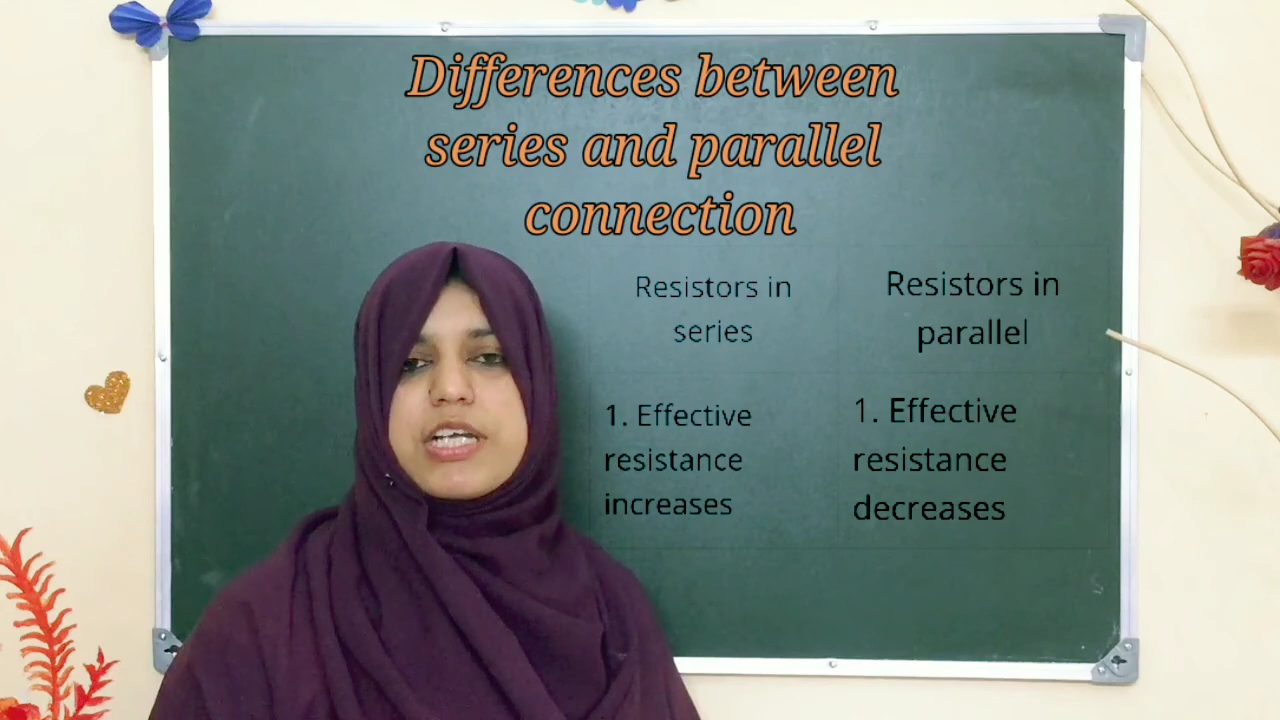 Differences between
series and parallel
connection
Resistors in
series
Resistors in
parallel
1. Effective
resistance
increases
1. Effective
resistance
decreases